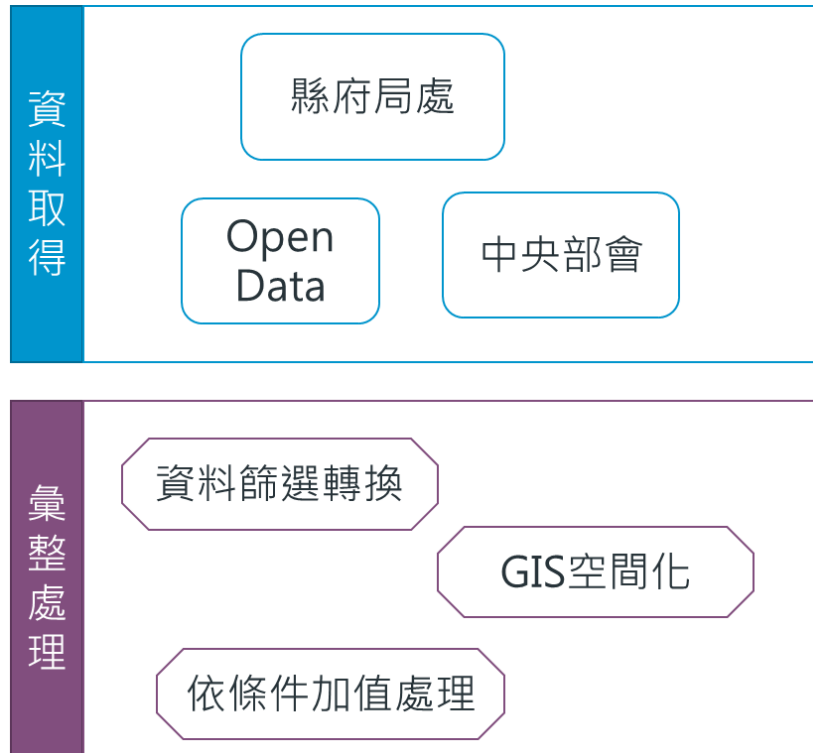 資料取得
縣府局處
Open
Data
中央部會
彙整處理
資料篩選轉換
GIS空間化
依條件加值處理